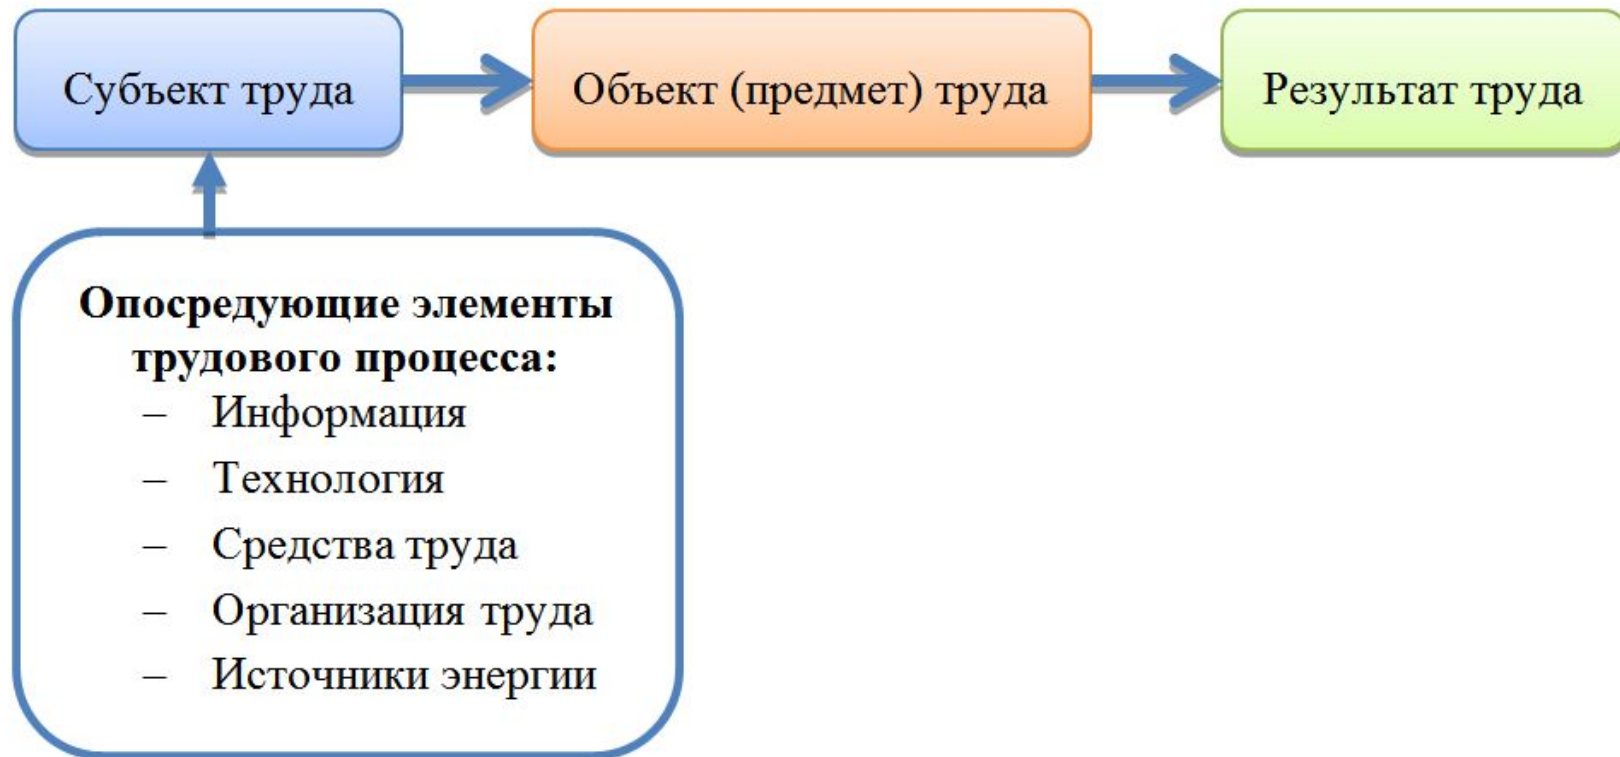 Субъект труда
Объект (предмет) труда
Результат труда
Опосредующие элементы
трудового процесса:
– Информация
– Технология
– Средства труда
– Организация труда
– Источники энергии